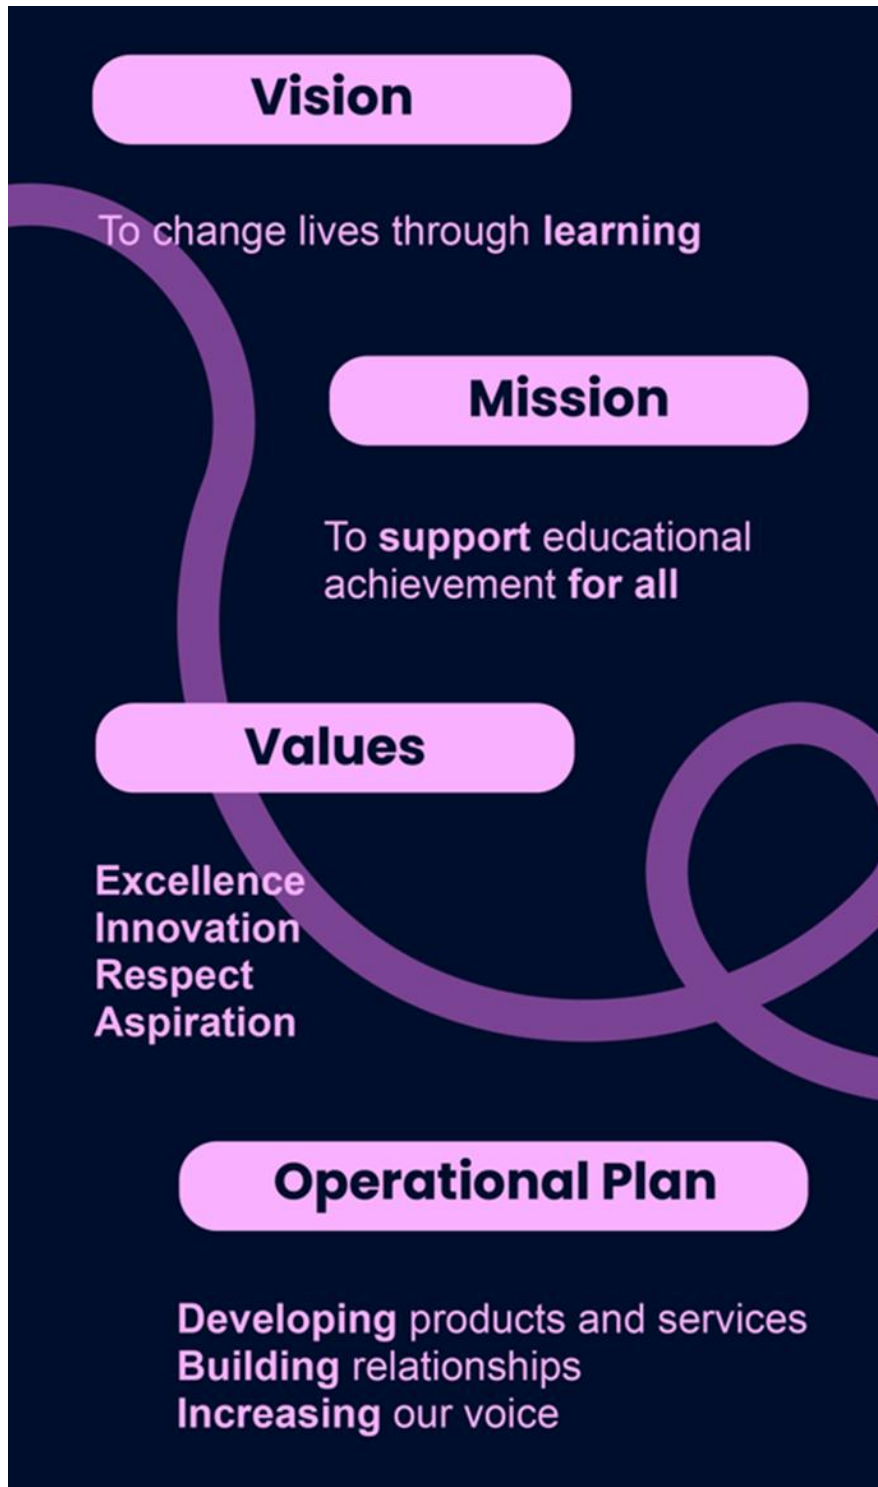 Vision
To change lives through learning
Mission
To support educational
achievement for all
Values
Excellence
Innovation
Respect
Aspiration
Operational Plan
Developing products and services
Building relationships
Increasing our voice